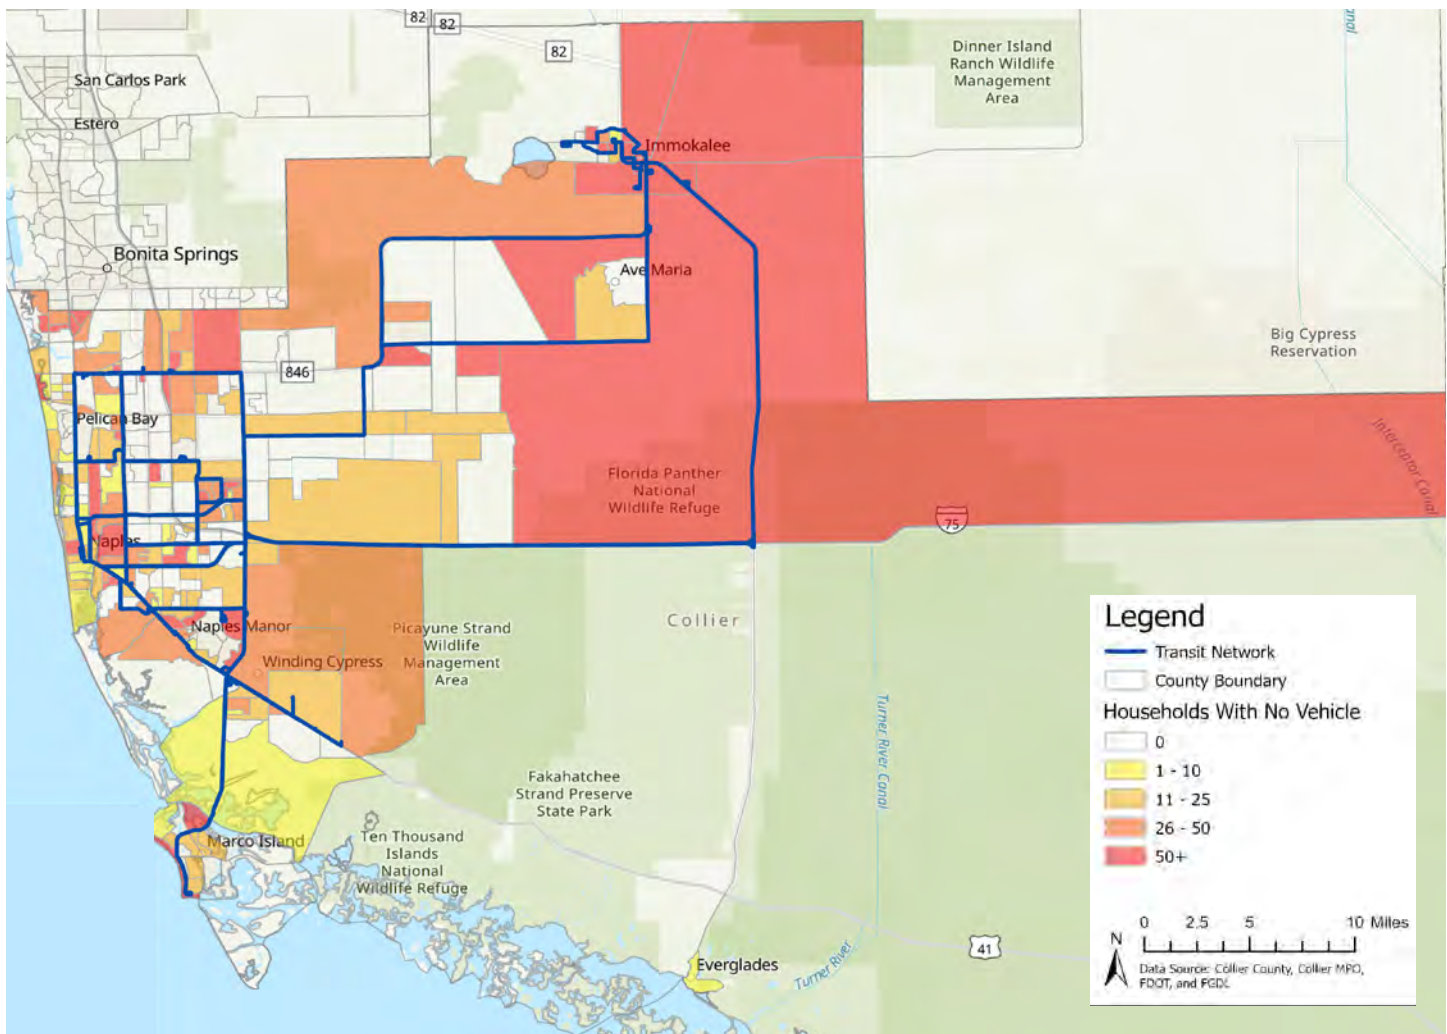 82
82
82
Canal
Dinner Island
Ranch Wildlife
Management
Area
San Carlos Park
Estero
Immokalee
Bonita Springs
Ave Maria
Big Cypress
Reservation
846
Pelican Bay
Interceptor Canal
Florida Panther
National
Wildlife Refuge
75
Naples
Collier
Naples Manor
Picayune Strand
Wildlife
Management
Area
Winding Cypress
Turner River Canal
Fakahatchee
Strand Preserve
State Park
Marco Island
Ten Thousand
Islands
National
Wildlife Refuge
Everglades
Turner River
41
Legend
Transit Network
County Boundary
Households With No Vehicle
0
1 - 10
11 - 25
26 - 50
50+
0 2.5 5 10 Miles
N
Data Source: Collier County, Collier MPO,
FDOT, and FGDL